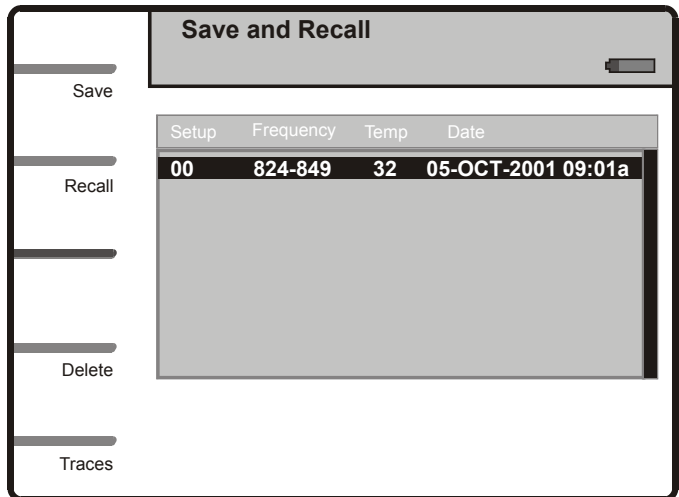 Save and Recall
Save
Setup Frequency Temp Date
00 824-849 32 05-OCT-2001 09:01a
Recall
Delete
Traces